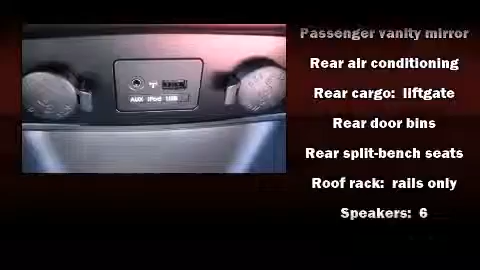 AUX iPod USB
Passenger vanity mirror
Rear air conditioning
Rear cargo: liftgate
Rear door bins
Rear split-bench seats
Roof rack: rails only
Speakers: 6